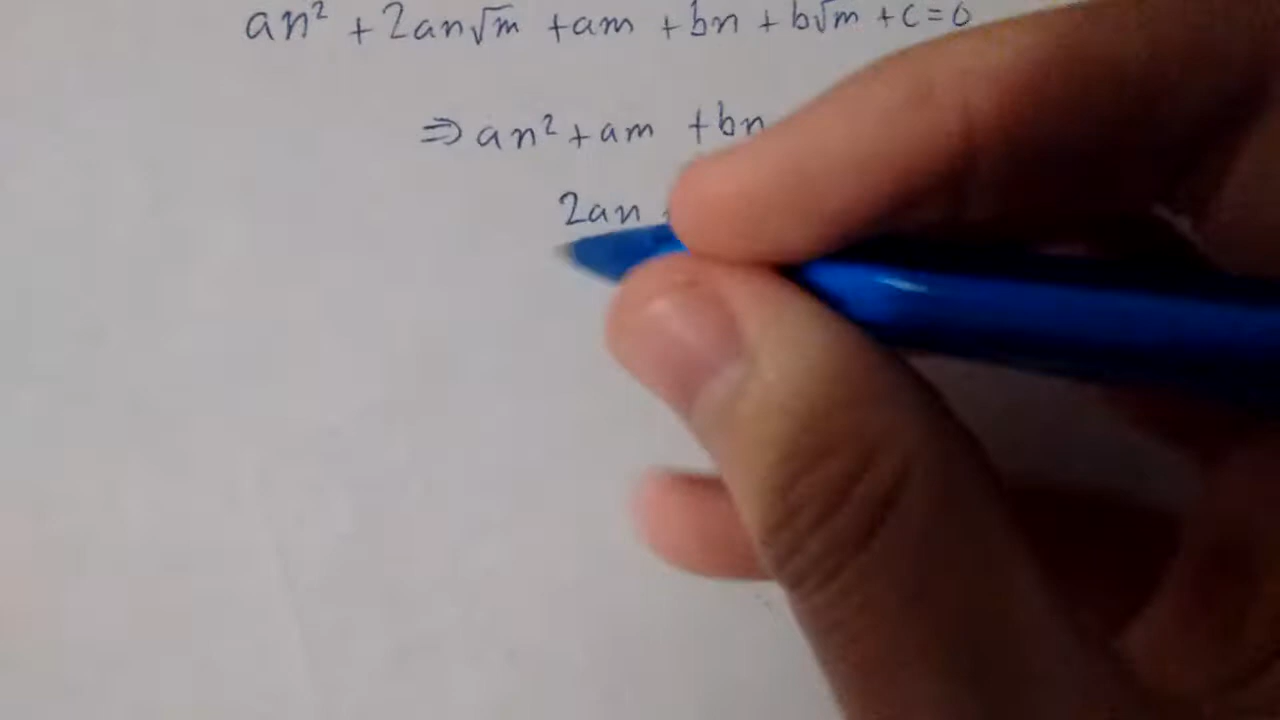 an² + 2an√m + am + bn + b√m + c = 0
⇒ an² + am + bn
2an